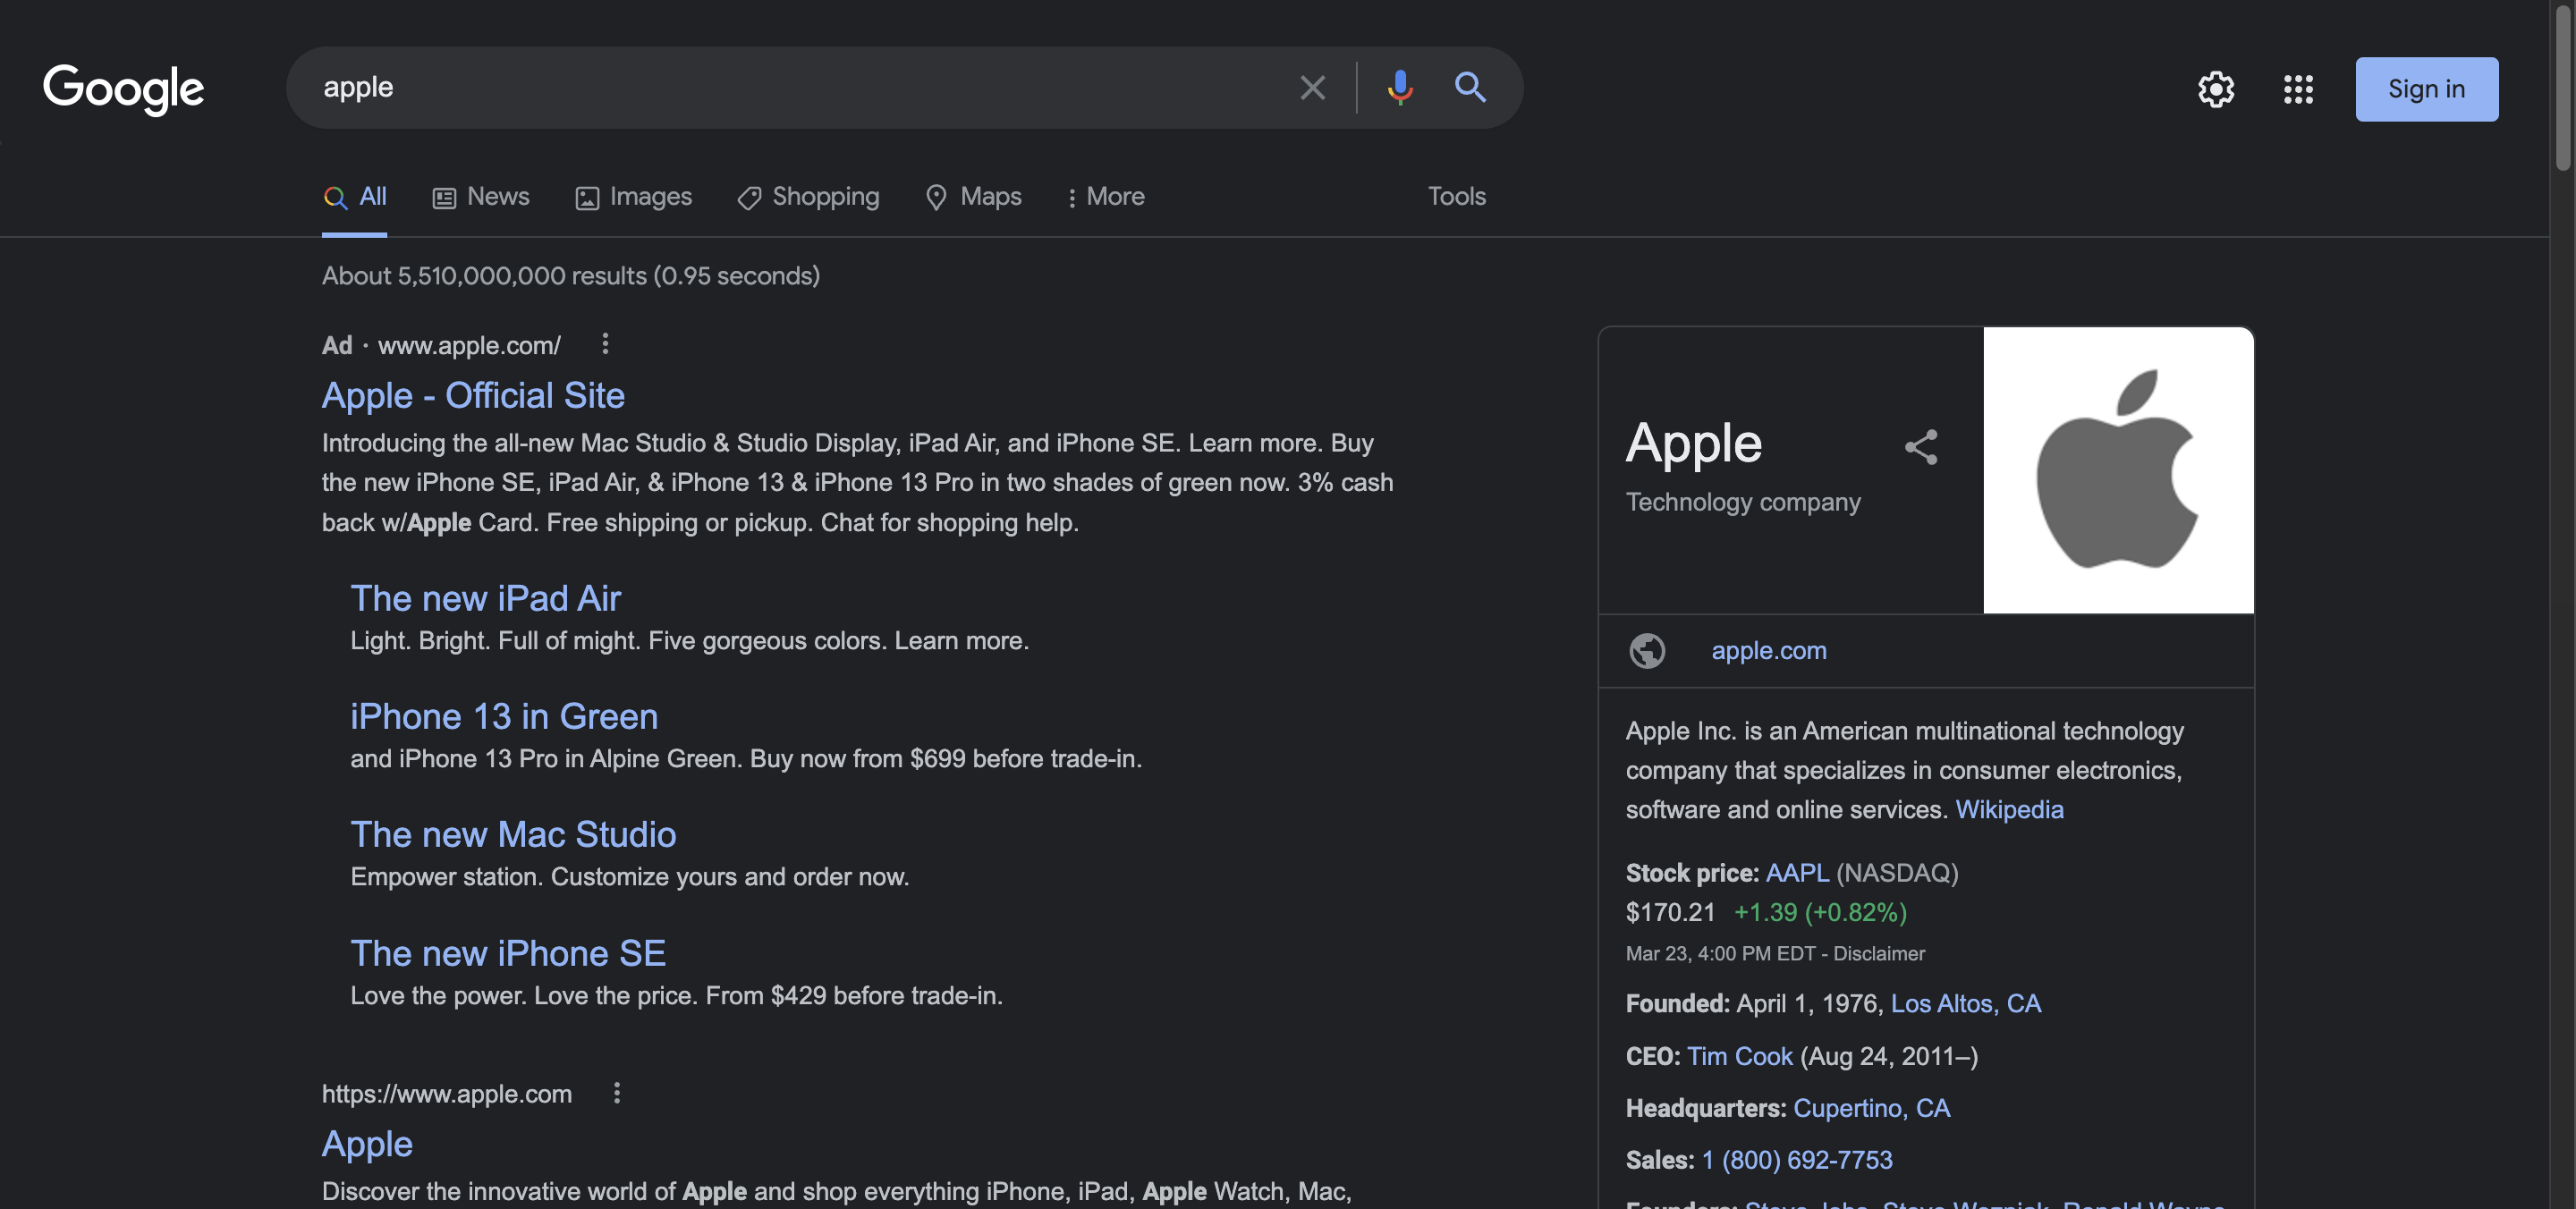 Google
apple
Sign in
All
News
Images
Shopping
Maps
More
Tools
About 5,510,000,000 results (0.95 seconds)
Ad · www.apple.com/
Apple - Official Site
Introducing the all-new Mac Studio & Studio Display, iPad Air, and iPhone SE. Learn more. Buy
the new iPhone SE, iPad Air, & iPhone 13 & iPhone 13 Pro in two shades of green now. 3% cash
back w/Apple Card. Free shipping or pickup. Chat for shopping help.
The new iPad Air
Light. Bright. Full of might. Five gorgeous colors. Learn more.
iPhone 13 in Green
and iPhone 13 Pro in Alpine Green. Buy now from $699 before trade-in.
The new Mac Studio
Empower station. Customize yours and order now.
The new iPhone SE
Love the power. Love the price. From $429 before trade-in.
https://www.apple.com
Apple
Discover the innovative world of Apple and shop everything iPhone, iPad, Apple Watch, Mac,
Apple
Technology company
apple.com
Apple Inc. is an American multinational technology
company that specializes in consumer electronics,
software and online services. Wikipedia
Stock price: AAPL (NASDAQ)
$170.21 +1.39 (+0.82%)
Mar 23, 4:00 PM EDT - Disclaimer
Founded: April 1, 1976, Los Altos, CA
CEO: Tim Cook (Aug 24, 2011–)
Headquarters: Cupertino, CA
Sales: 1 (800) 692-7753
Founders: Steve Jobs, Steve Wozniak, Ronald Wayne